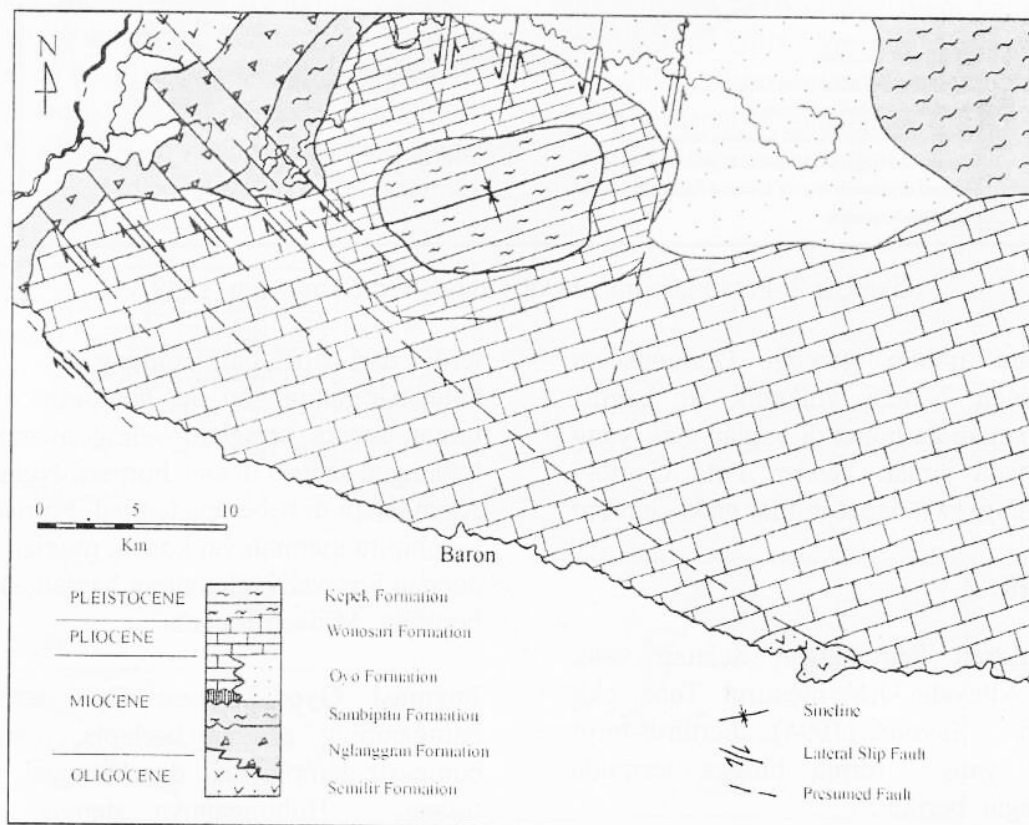 N
0 5 10
Km
Baron
PLEISTOCENE
PLIOCENE
MIOCENE
OLIGOCENE
Kepek Formation
Wonosari Formation
Oyo Formation
Sambipitu Formation
Nglanggran Formation
Semilir Formation
Sineline
Lateral Slip Fault
Presumed Fault